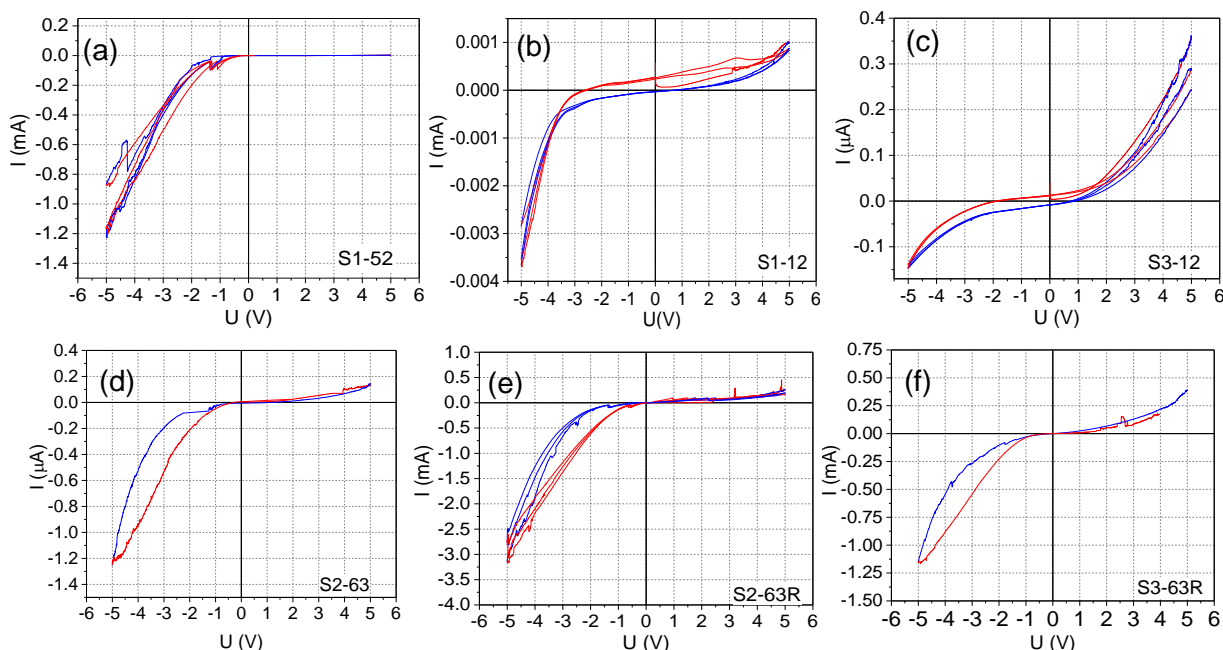 (a)
I (mA)
0.2
0.0
-0.2
-0.4
-0.6
-0.8
-1.0
-1.2
-1.4
S1-52
-6 -5 -4 -3 -2 -1 0 1 2 3 4 5 6
U (V)
(b)
I (mA)
0.001
0.000
-0.001
-0.002
-0.003
-0.004
S1-12
-5 -4 -3 -2 -1 0 1 2 3 4 5 6
U(V)
(c)
I (μA)
0.4
0.3
0.2
0.1
0.0
-0.1
S3-12
-5 -4 -3 -2 -1 0 1 2 3 4 5 6
U (V)
(d)
I (μA)
0.4
0.2
0.0
-0.2
-0.4
-0.6
-0.8
-1.0
-1.2
-1.4
S2-63
-6 -5 -4 -3 -2 -1 0 1 2 3 4 5 6
U (V)
(e)
I (mA)
1.0
0.5
0.0
-0.5
-1.0
-1.5
-2.0
-2.5
-3.0
-3.5
-4.0
S2-63R
-6 -5 -4 -3 -2 -1 0 1 2 3 4 5 6
U (V)
(f)
I (mA)
0.75
0.50
0.25
0.00
-0.25
-0.50
-0.75
-1.00
-1.25
-1.50
S3-63R
-6 -5 -4 -3 -2 -1 0 1 2 3 4 5 6
U (V)